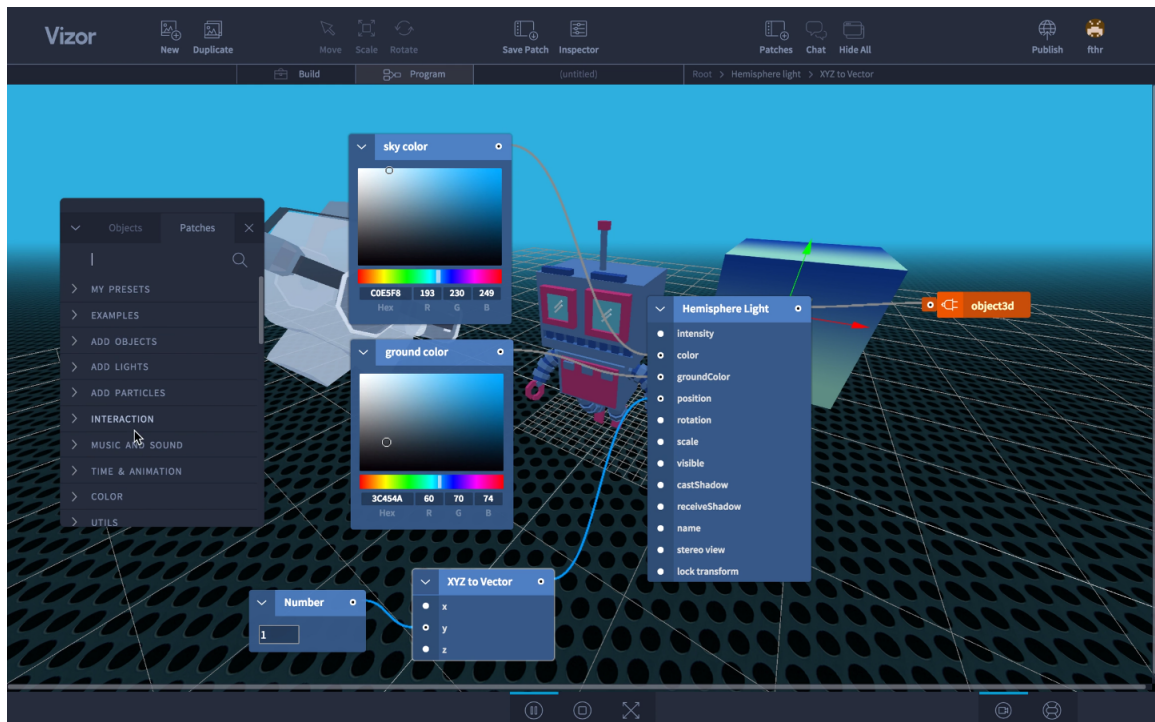 Vizor
New Duplicate Move Scale Rotate Save Patch Inspector Patches Chat Hide All Publish fthr
Build Program (untitled) Root > Hemisphere light > XYZ to Vector
Objects Patches
MY PRESETS
EXAMPLES
ADD OBJECTS
ADD LIGHTS
ADD PARTICLES
INTERACTION
MUSIC AND SOUND
TIME & ANIMATION
COLOR
UTILS
sky color
C0E5F8 193 230 249
Hex R G B
ground color
3C454A 60 70 74
Hex R G B
Number
1
XYZ to Vector
x
y
z
Hemisphere Light
intensity
color
groundColor
position
rotation
scale
visible
castShadow
receiveShadow
name
stereo view
lock transform
object3d